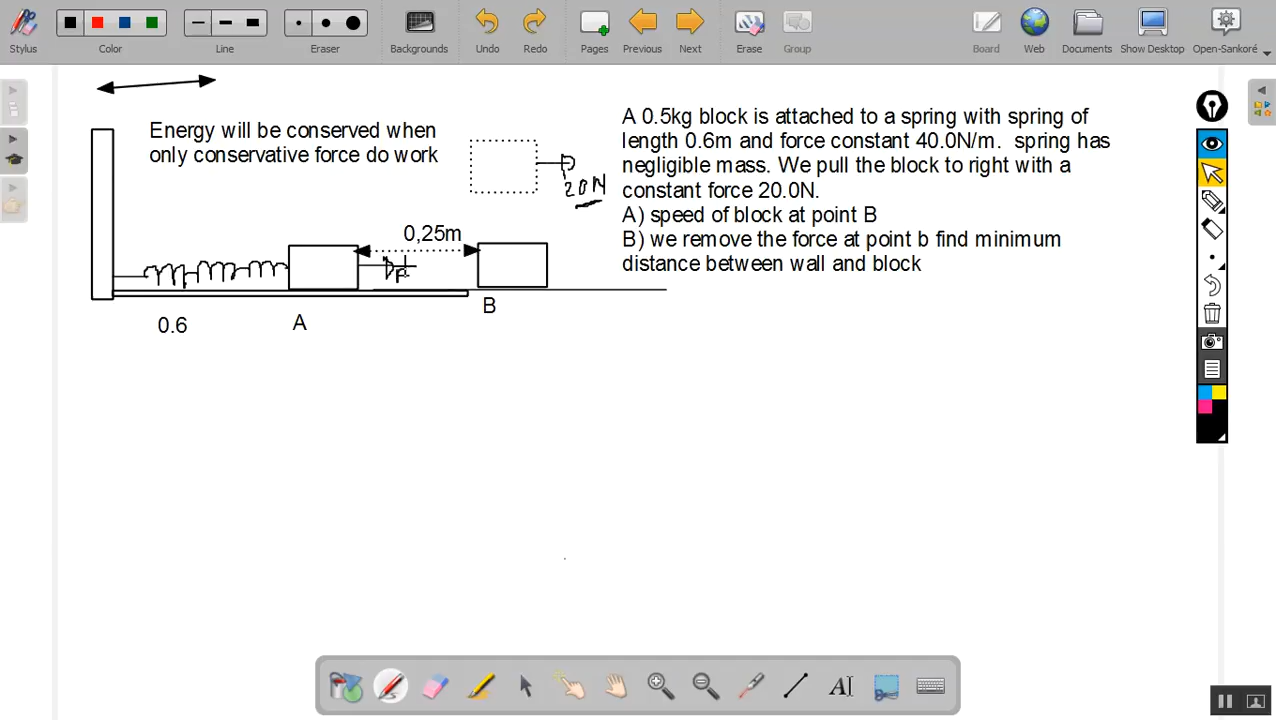 Stylus
Color
Line
Eraser
Backgrounds
Undo
Redo
Pages
Previous
Next
Erase
Group
Board
Web
Documents
Show Desktop
Open-Sankoré
Energy will be conserved when
only conservative force do work
A 0.5kg block is attached to a spring with spring of
length 0.6m and force constant 40.0N/m. spring has
negligible mass. We pull the block to right with a
constant force 20.0N.
A) speed of block at point B
B) we remove the force at point b find minimum
distance between wall and block
20N
0,25m
F
B
0.6
A